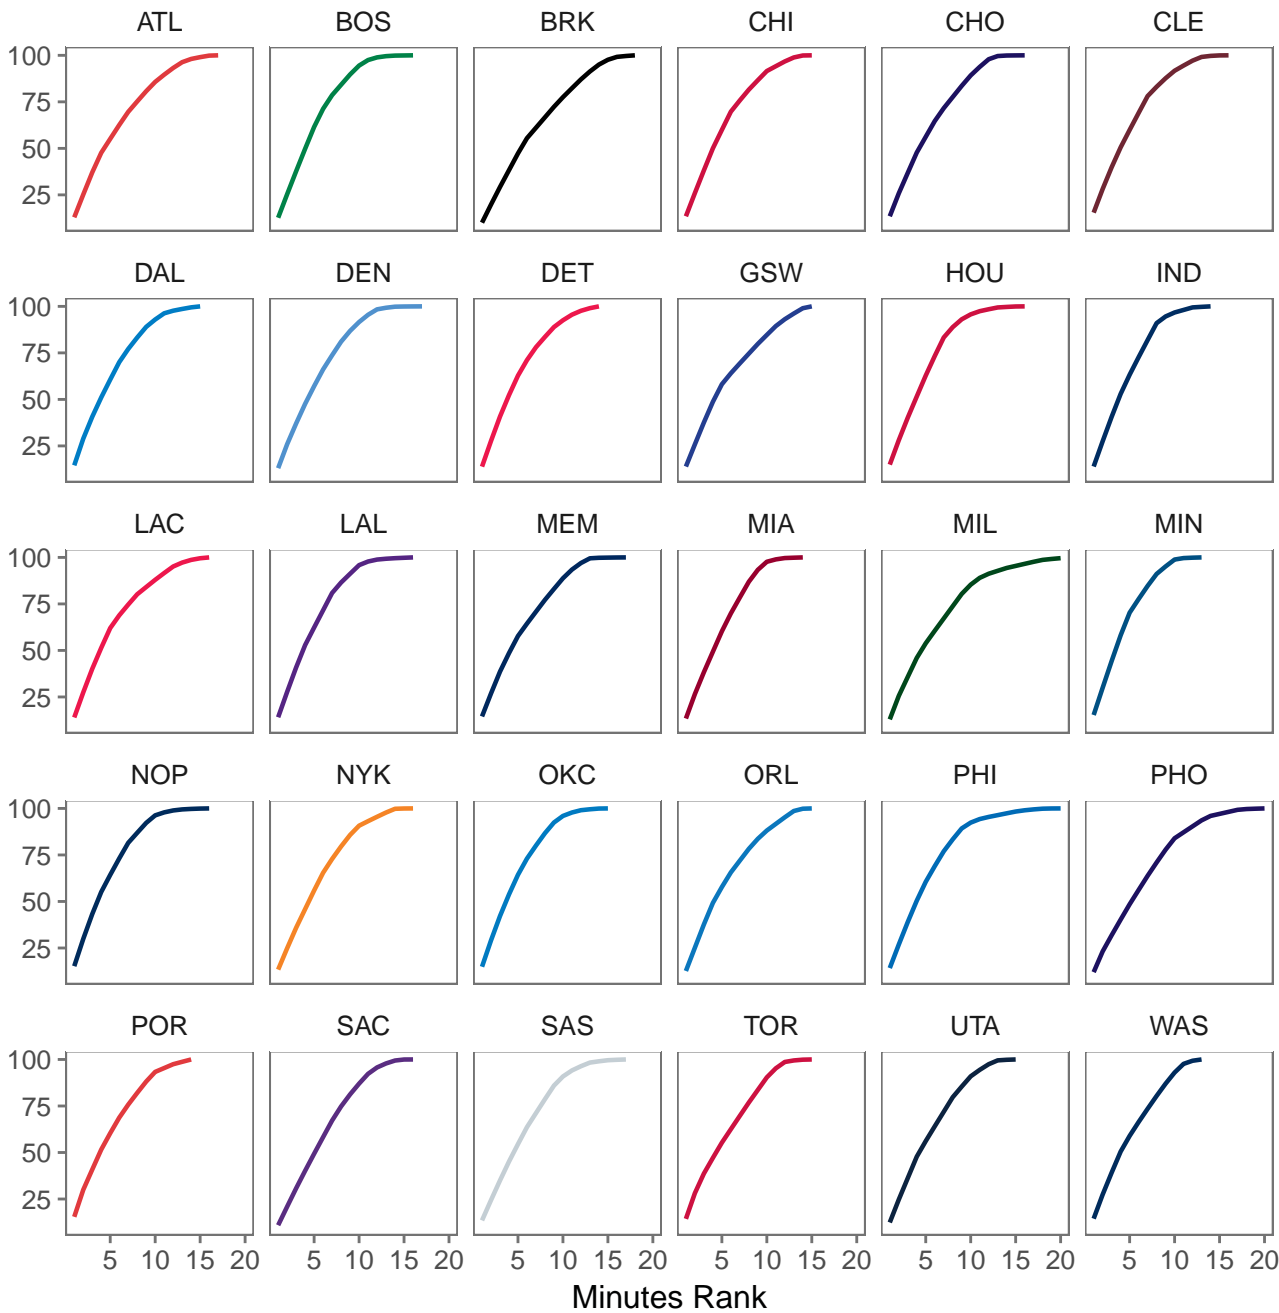 ATL BOS BRK CHI CHO CLE
100
75
50
25
DAL DEN DET GSW HOU IND
100
75
50
25
LAC LAL MEM MIA MIL MIN
100
75
50
25
NOP NYK OKC ORL PHI PHO
100
75
50
25
POR SAC SAS TOR UTA WAS
100
75
50
25
5 10 15 20 5 10 15 20 5 10 15 20 5 10 15 20 5 10 15 20 5 10 15 20
Minutes Rank